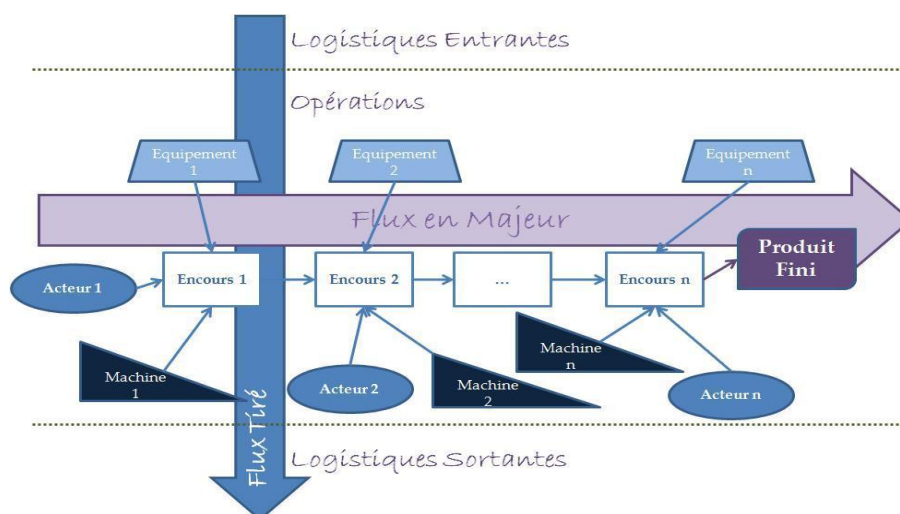 Logistiques Entrantes
Opérations
Equipement
1
Equipement
2
Equipement
n
Flux en Majeur
Produit
Fini
Encours 1
Encours 2
...
Encours n
Acteur 1
Machine
1
Acteur 2
Machine
2
Machine
n
Acteur n
Flux Tiré
Logistiques Sortantes